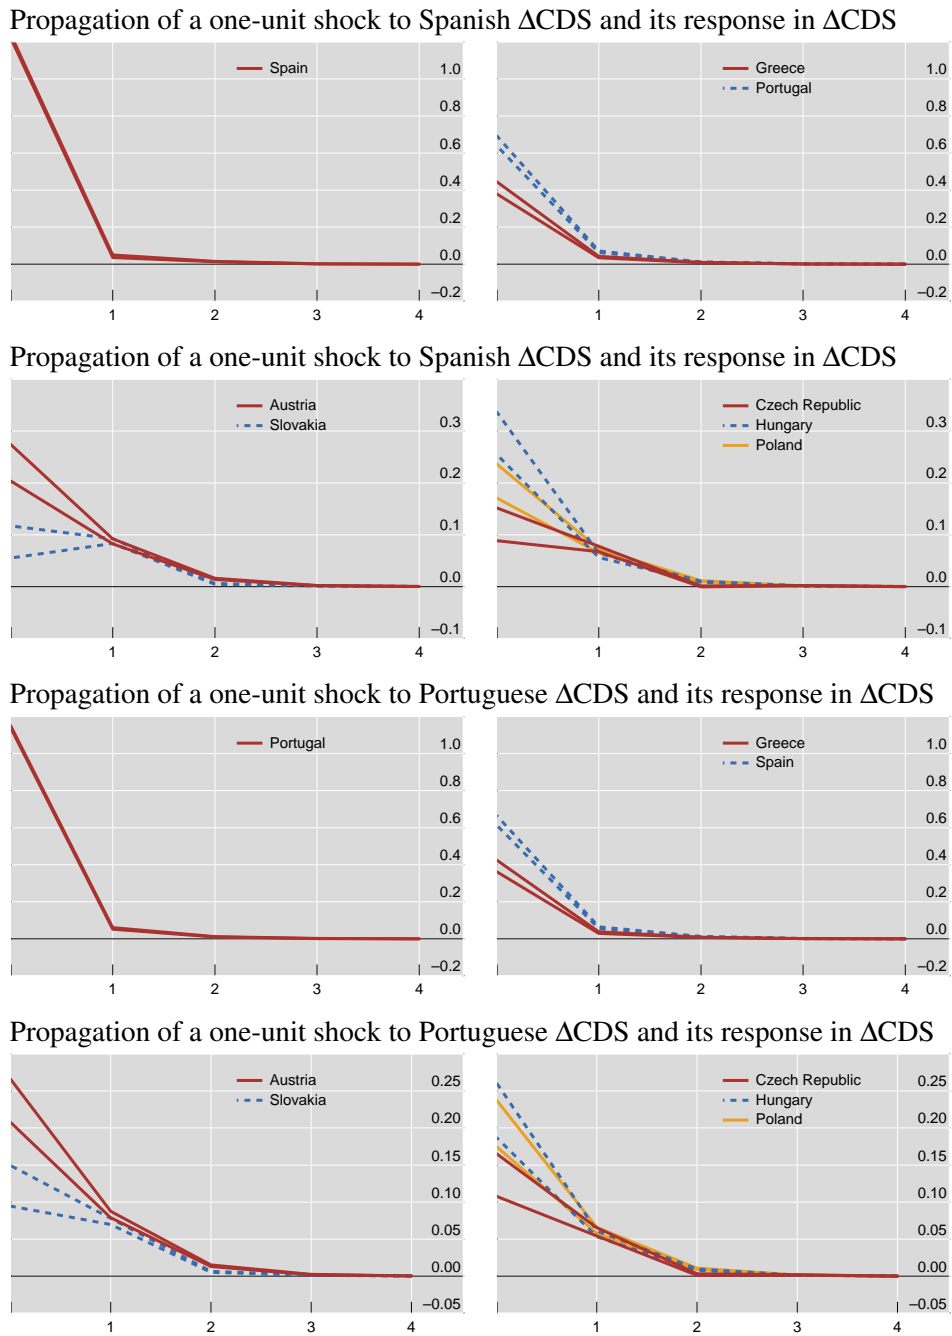 Propagation of a one-unit shock to Spanish ΔCDS and its response in ΔCDS
Spain
1.0
0.8
0.6
0.4
0.2
0.0
–0.2
1 2 3 4
Greece
Portugal
1.0
0.8
0.6
0.4
0.2
0.0
–0.2
1 2 3 4
Propagation of a one-unit shock to Spanish ΔCDS and its response in ΔCDS
Austria
Slovakia
0.3
0.2
0.1
0.0
–0.1
1 2 3 4
Czech Republic
Hungary
Poland
0.3
0.2
0.1
0.0
–0.1
1 2 3 4
Propagation of a one-unit shock to Portuguese ΔCDS and its response in ΔCDS
Portugal
1.0
0.8
0.6
0.4
0.2
0.0
–0.2
1 2 3 4
Greece
Spain
1.0
0.8
0.6
0.4
0.2
0.0
–0.2
1 2 3 4
Propagation of a one-unit shock to Portuguese ΔCDS and its response in ΔCDS
Austria
Slovakia
0.25
0.20
0.15
0.10
0.05
0.00
–0.05
1 2 3 4
Czech Republic
Hungary
Poland
0.25
0.20
0.15
0.10
0.05
0.00
–0.05
1 2 3 4